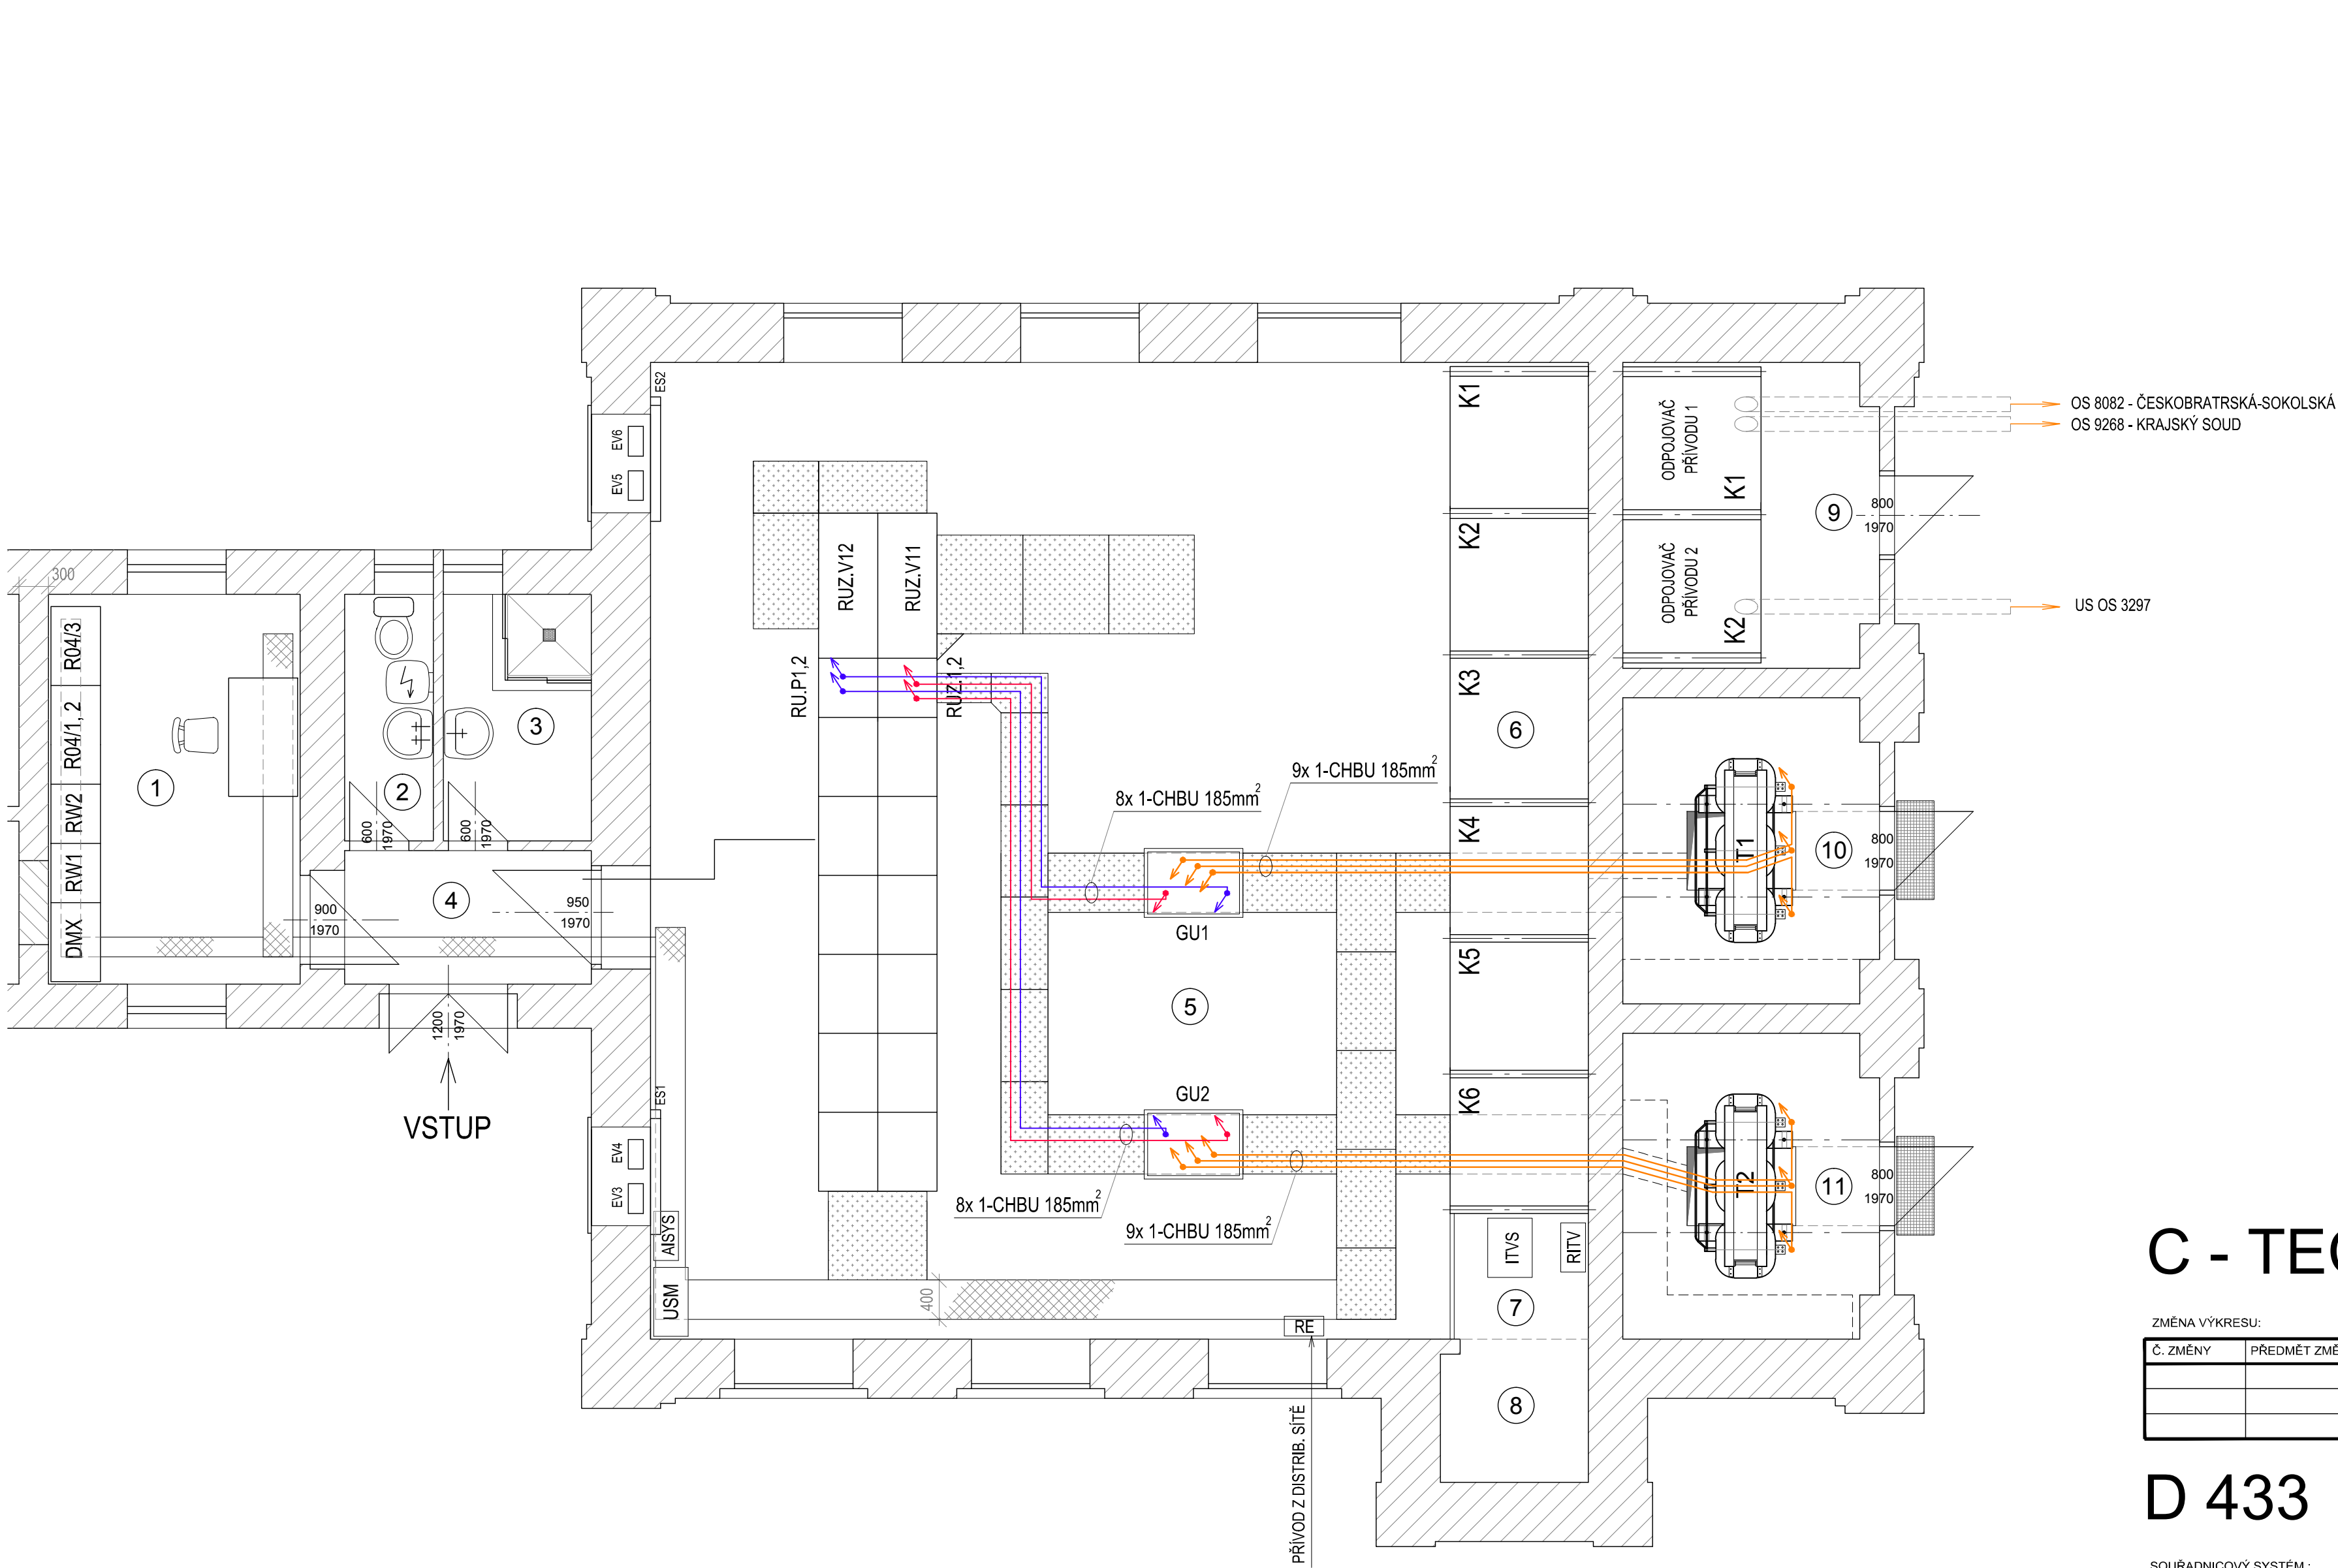 OS 8082 - ČESKOBRATRSKÁ-SOKOLSKÁ
OS 9268 - KRAJSKÝ SOUD
US OS 3297
ES2
EV6
EV5
K1
K2
K3
K4
K5
K6
ODPOJOVAČ
PŘÍVODU 1
K1
ODPOJOVAČ
PŘÍVODU 2
K2
9
800
1970
RUZ.V12
RUZ.V11
RU.P1,2
RUZ.1,2
300
R04/3
R04/1, 2
RW2
RW1
DMX
1
2
3
4
600
1970
600
1970
900
1970
950
1970
1200
1970
VSTUP
6
8x 1-CHBU 185mm2
9x 1-CHBU 185mm2
GU1
5
GU2
8x 1-CHBU 185mm2
9x 1-CHBU 185mm2
T1
10
800
1970
T2
11
800
1970
ES1
EV4
EV3
AISYS
USM
400
RE
PŘÍVOD Z DISTRIB. SÍTĚ
ITVS
RITV
7
8
C - TEC
ZMĚNA VÝKRESU:
Č. ZMĚNY
PŘEDMĚT ZMĚ
D 433
SOUŘADNICOVÝ SYSTÉM :